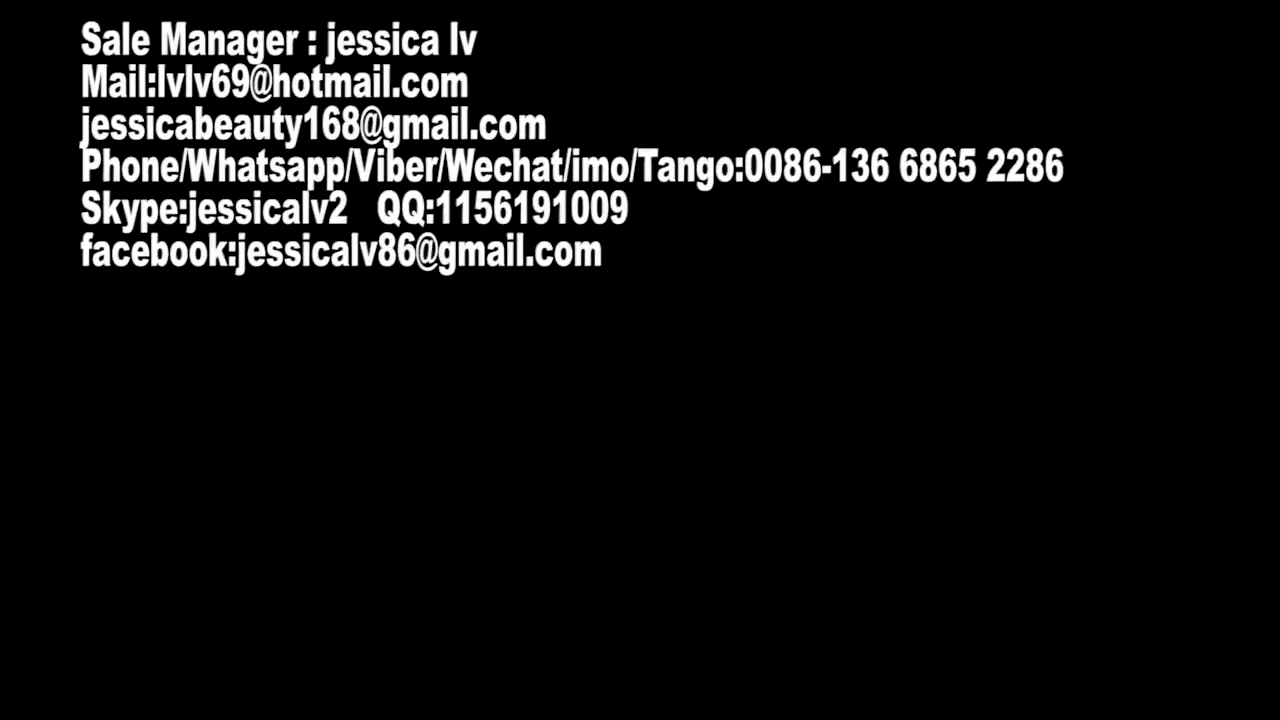 Sale Manager : jessica lv
Mail:lvlv69@hotmail.com
jessicabeauty168@gmail.com
Phone/Whatsapp/Viber/Wechat/imo/Tango:0086-136 6865 2286
Skype:jessicalv2   QQ:1156191009
facebook:jessicalv86@gmail.com